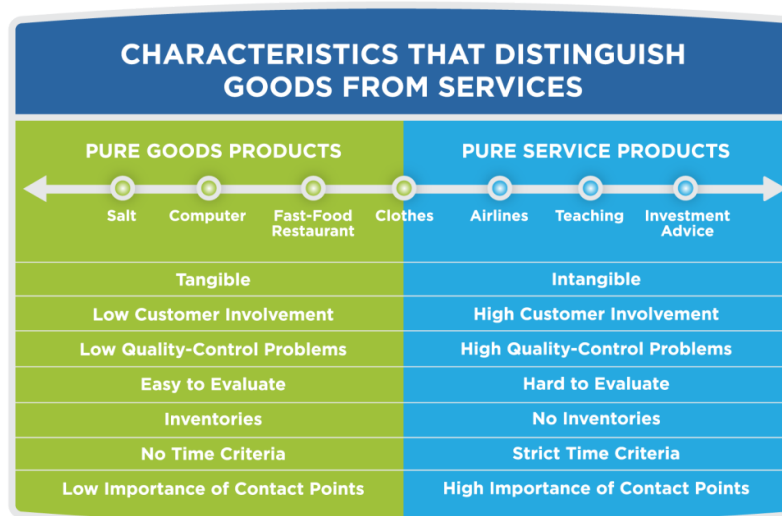 CHARACTERISTICS THAT DISTINGUISH
GOODS FROM SERVICES
PURE GOODS PRODUCTS
PURE SERVICE PRODUCTS
Salt
Computer
Fast-Food
Restaurant
Clothes
Airlines
Teaching
Investment
Advice
Tangible
Intangible
Low Customer Involvement
High Customer Involvement
Low Quality-Control Problems
High Quality-Control Problems
Easy to Evaluate
Hard to Evaluate
Inventories
No Inventories
No Time Criteria
Strict Time Criteria
Low Importance of Contact Points
High Importance of Contact Points